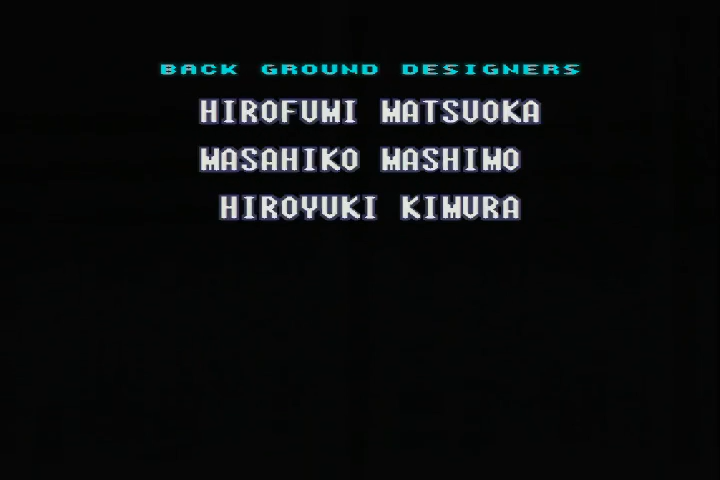 BACK GROUND DESIGNERS
HIROFUMI MATSUOKA
MASAHIKO MASHIMO
HIROYUKI KIMURA